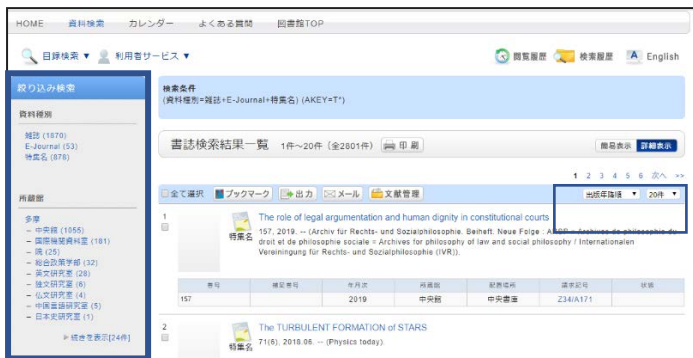 HOME 資料検索 カレンダー よくある質問 図書館TOP
目録検索 ▼ 利用者サービス ▼ 閲覧履歴 検索履歴 A English
絞り込み検索
資料種別
雑誌 (1870)
E-Journal (53)
特集名 (878)
所蔵館
多摩
– 中央館 (1055)
– 国際機関資料室 (181)
– 院 (25)
– 総合政策学部 (32)
– 英文研究室 (28)
– 独文研究室 (6)
– 仏文研究室 (4)
– 中国言語研究室 (5)
– 日本史研究室 (1)
続きを表示[24件]
検索条件
(資料種別=雑誌+E-Journal+特集名) (AKEY=T*)
書誌検索結果一覧 1件～20件 (全2801件) 印刷 簡易表示 詳細表示
1 2 3 4 5 6 次へ >>
全て選択 ブックマーク 出力 メール 文献管理 出版年降順 20件
1
特集名
The role of legal argumentation and human dignity in constitutional courts
157, 2019. -- (Archiv für Rechts- und Sozialphilosophie. Beiheft. Neue Folge : ARSP = Archives de philosophie du
droit et de philosophie sociale = Archives for philosophy of law and social philosophy / Internationalen
Vereiningung für Rechts- und Sozialphilosophie (IVR)).
巻号 補足巻号 年月次 所蔵館 配置場所 請求記号 状態
157 2019 中央館 中央書庫 Z34/A171
2
特集名
The TURBULENT FORMATION of STARS
71(6), 2018.06. -- (Physics today).